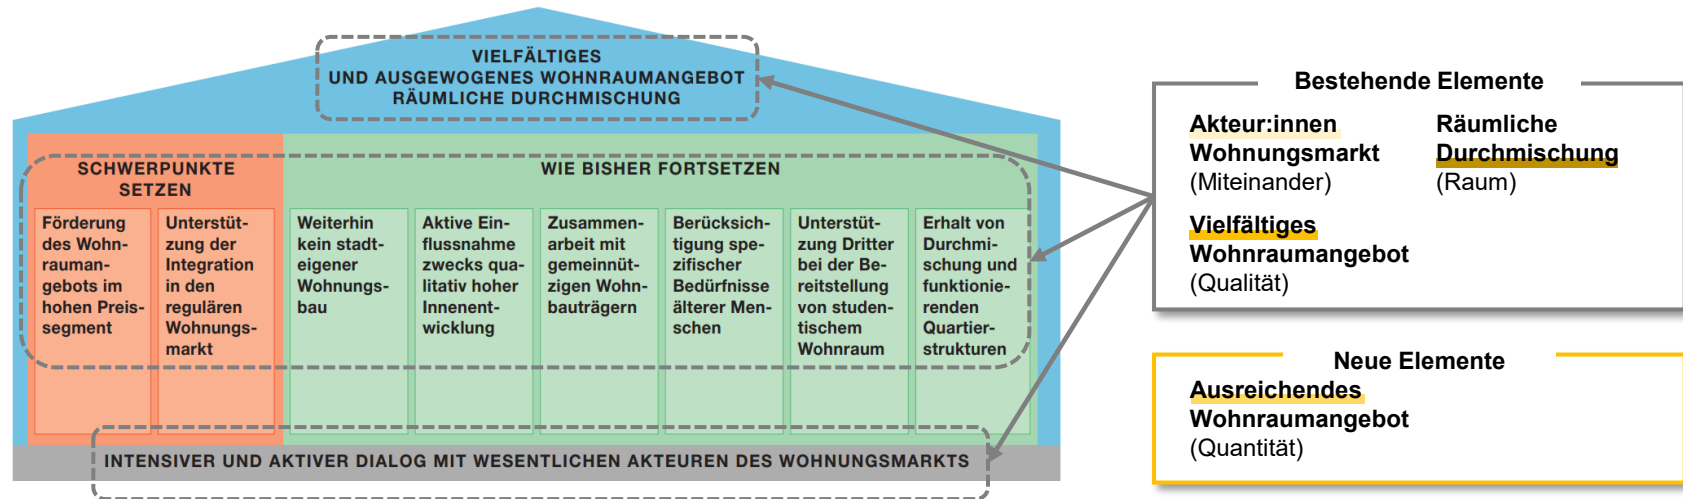 VIELFÄLTIGES
UND AUSGEWOGENES WOHNRAUMANGEBOT
RÄUMLICHE DURCHMISCHUNG
SCHWERPUNKTE
SETZEN
WIE BISHER FORTSETZEN
Förderung
des Wohn-
rauman-
gebots im
hohen Preis-
segment
Unterstüt-
zung der
Integration
in den
regulären
Wohnungs-
markt
Weiterhin
kein stadt-
eigener
Wohnungs-
bau
Aktive Ein-
flussnahme
zwecks qua-
litativ hoher
Innenent-
wicklung
Zusammen-
arbeit mit
gemeinnüt-
zigen Wohn-
bauträgern
Berücksich-
tigung spe-
zifischer
Bedürfnisse
älterer Men-
schen
Unterstüt-
zung Dritter
bei der Be-
reitstellung
von studen-
tischem
Wohnraum
Erhalt von
Durchmi-
schung und
funktionie-
renden
Quartier-
strukturen
INTENSIVER UND AKTIVER DIALOG MIT WESENTLICHEN AKTEUREN DES WOHNUNGSMARKTS
Bestehende Elemente
Akteur:innen
Wohnungsmarkt
(Miteinander)
Räumliche
Durchmischung
(Raum)
Vielfältiges
Wohnraumangebot
(Qualität)
Neue Elemente
Ausreichendes
Wohnraumangebot
(Quantität)